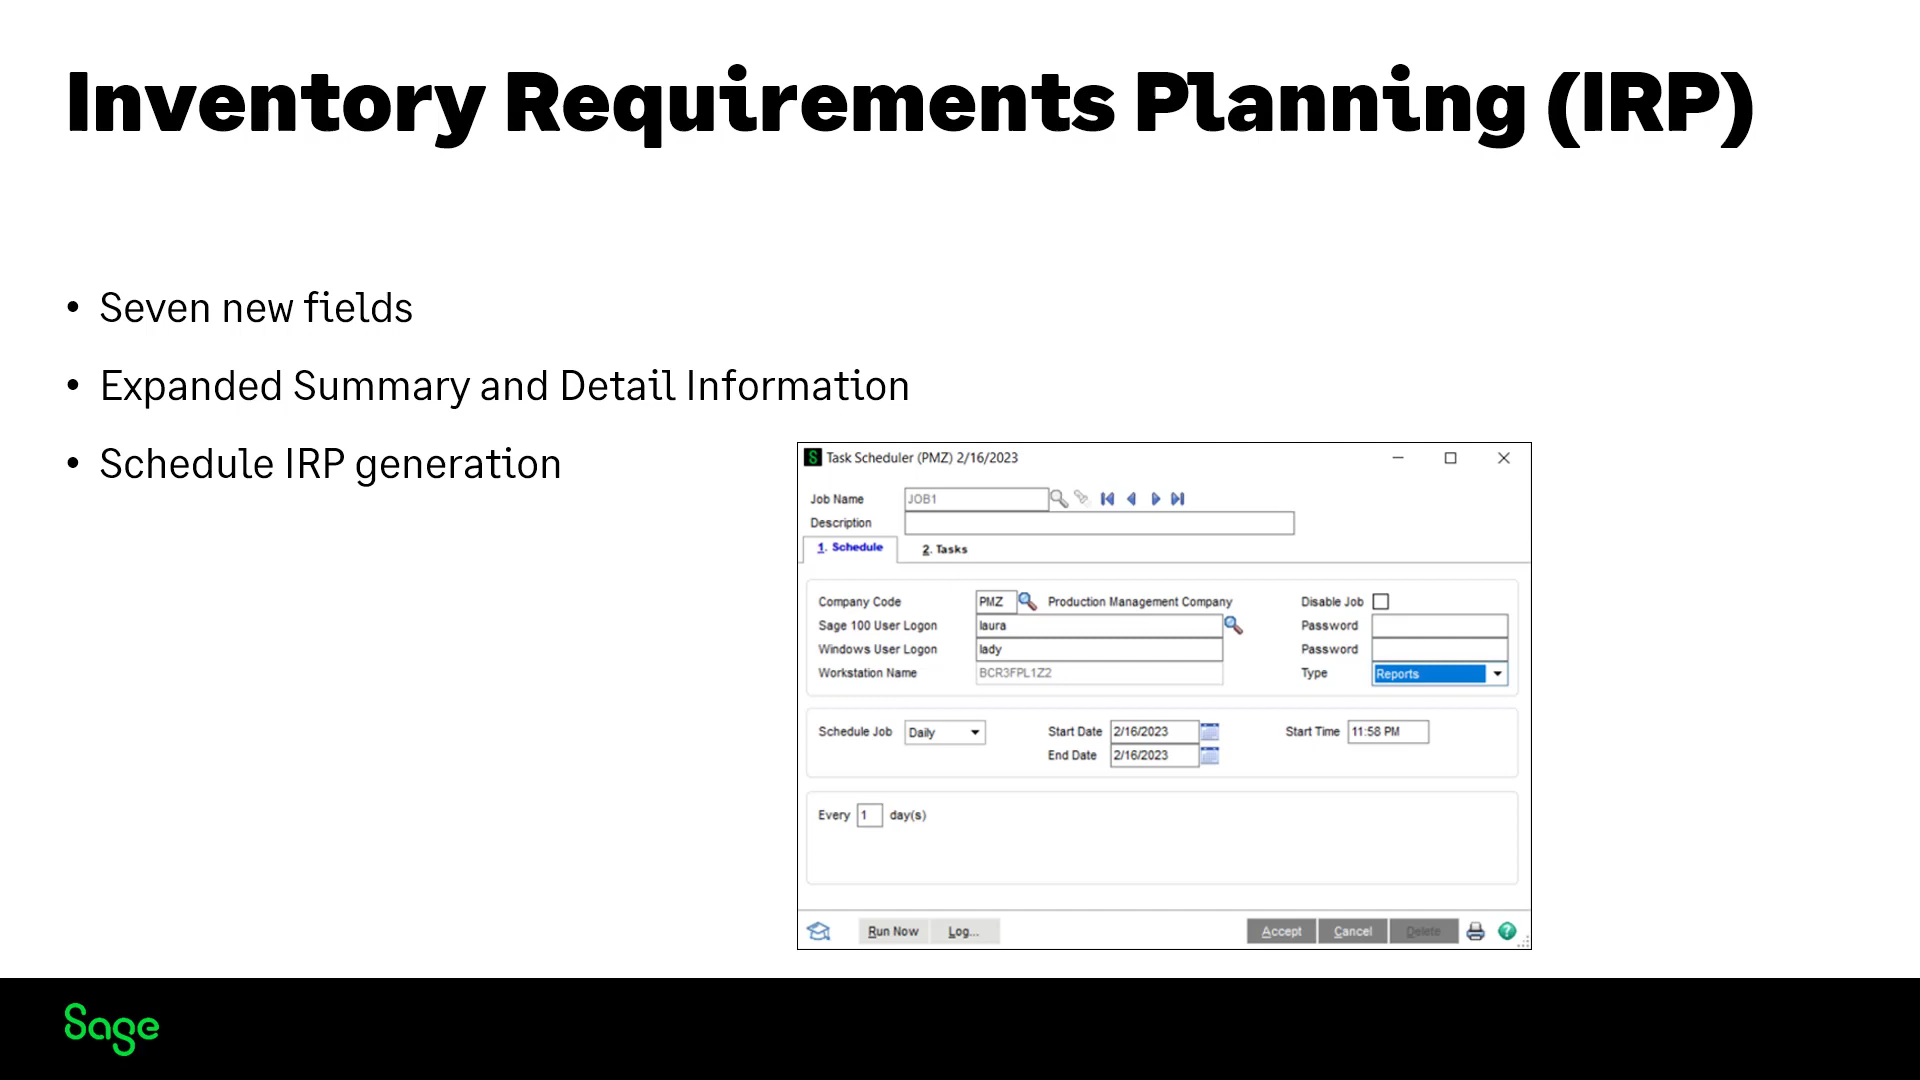 Inventory Requirements Planning (IRP)
• Seven new fields
• Expanded Summary and Detail Information
• Schedule IRP generation
Task Scheduler (PMZ) 2/16/2023
Job Name JOB1
Description
1. Schedule 2. Tasks
Company Code PMZ Production Management Company Disable Job
Sage 100 User Logon laura Password
Windows User Logon lady Password
Workstation Name BCR3FPL1Z2 Type Reports
Schedule Job Daily Start Date 2/16/2023 Start Time 11:58 PM
End Date 2/16/2023
Every 1 day(s)
Run Now Log... Accept Cancel Delete
Sage